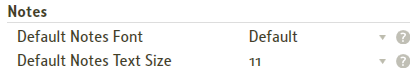 Notes
Default Notes Font Default ?
Default Notes Text Size 11 ?